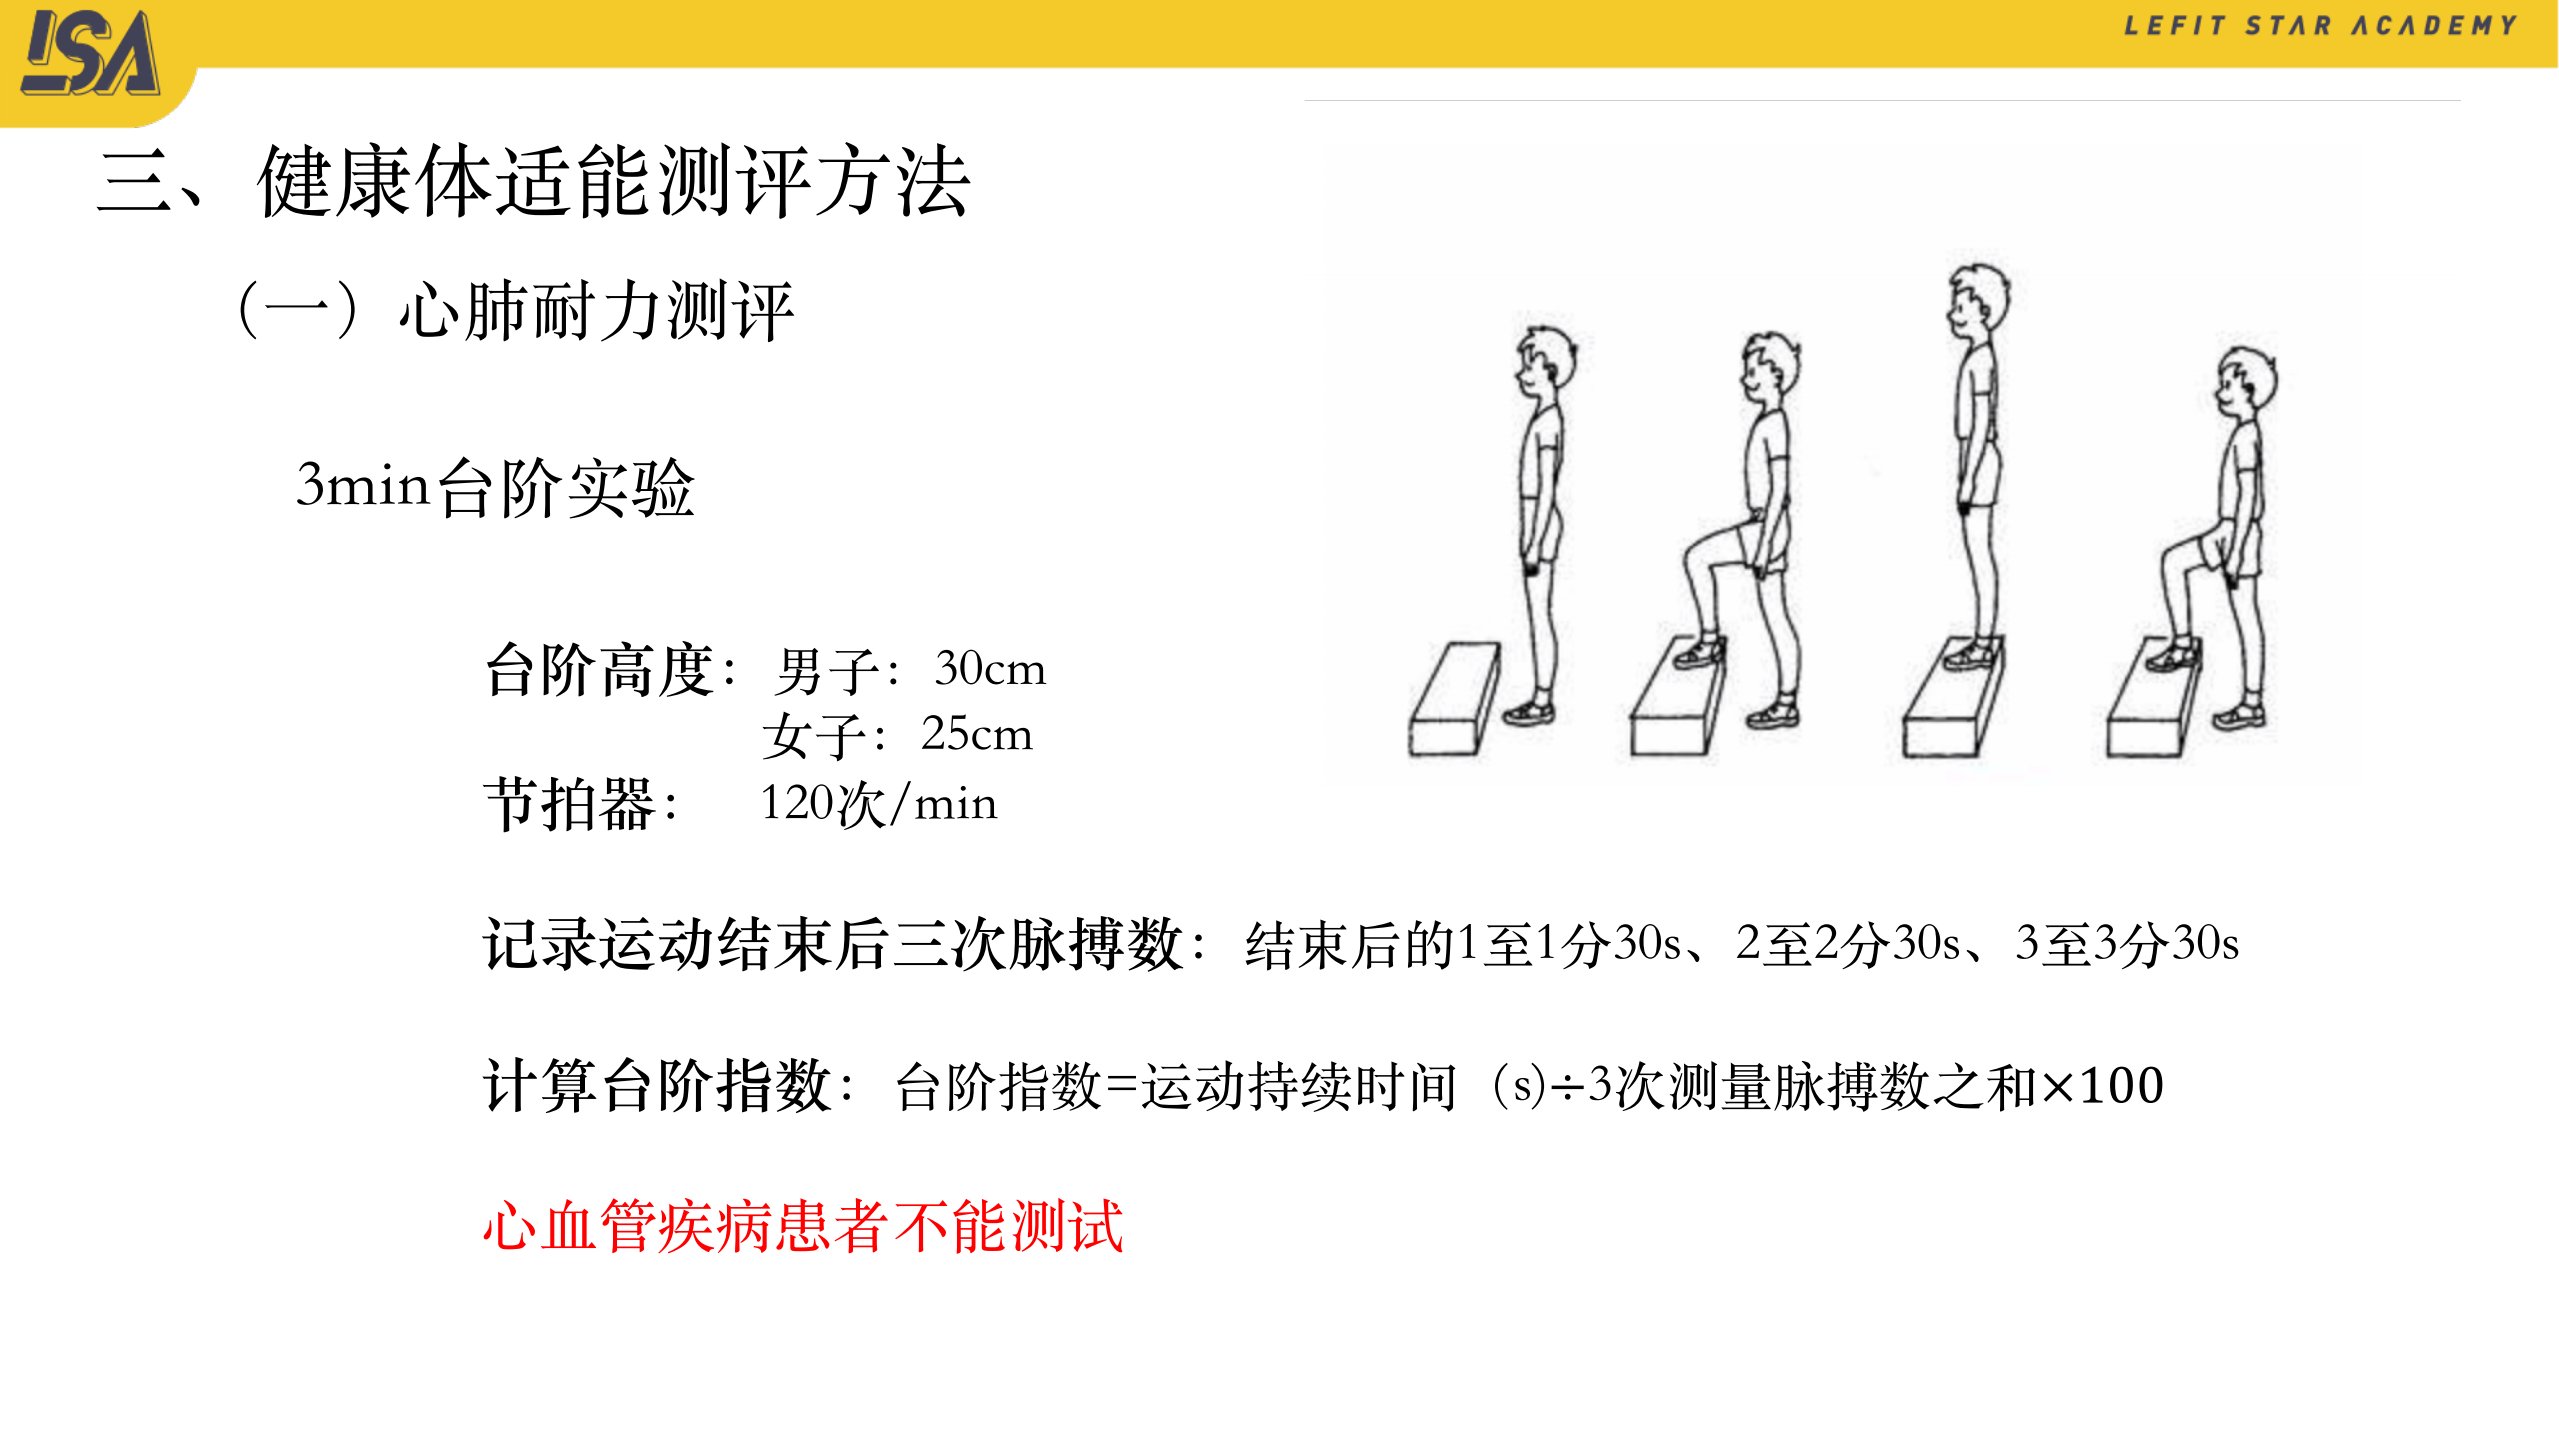 LSA
LEFIT STAR ACADEMY
三、健康体适能测评方法
（一）心肺耐力测评
3min台阶实验
台阶高度：男子：30cm
女子：25cm
节拍器： 120次/min
记录运动结束后三次脉搏数：结束后的1至1分30s、2至2分30s、3至3分30s
计算台阶指数：台阶指数=运动持续时间（s)÷3次测量脉搏数之和×100
心血管疾病患者不能测试